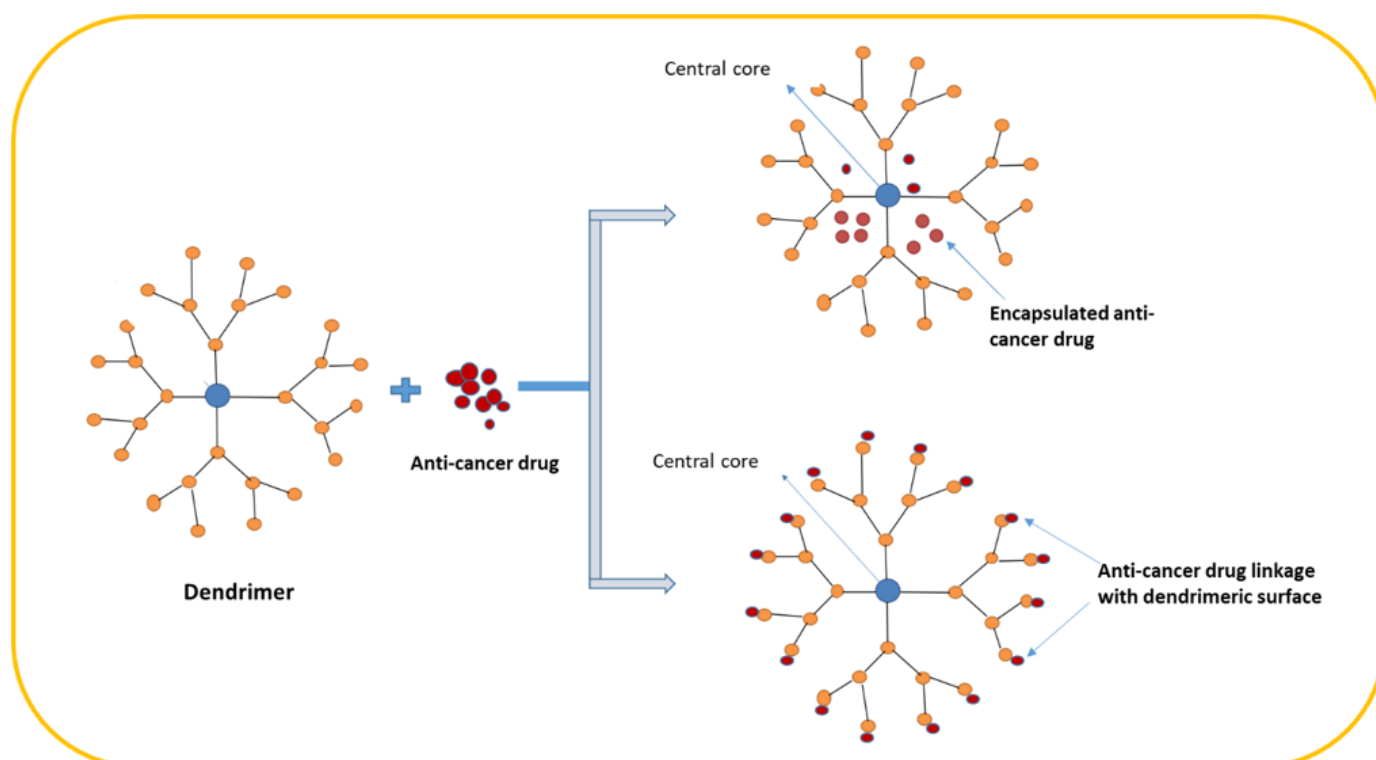 Central core
Encapsulated anti-
cancer drug
Anti-cancer drug
Dendrimer
Central core
Anti-cancer drug linkage
with dendrimeric surface